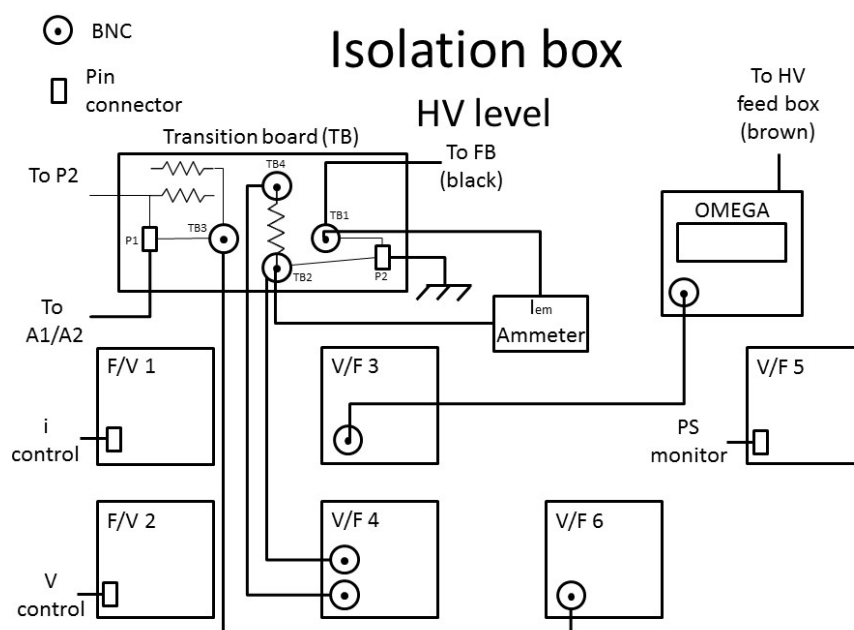 BNC
Isolation box
Pin
connector
HV level
To HV
feed box
(brown)
Transition board (TB)
To P2
To FB
(black)
TB4
OMEGA
TB1
P1
TB3
TB2
P2
To
A1/A2
Iem
Ammeter
F/V 1
V/F 3
V/F 5
i
control
PS
monitor
F/V 2
V/F 4
V/F 6
V
control